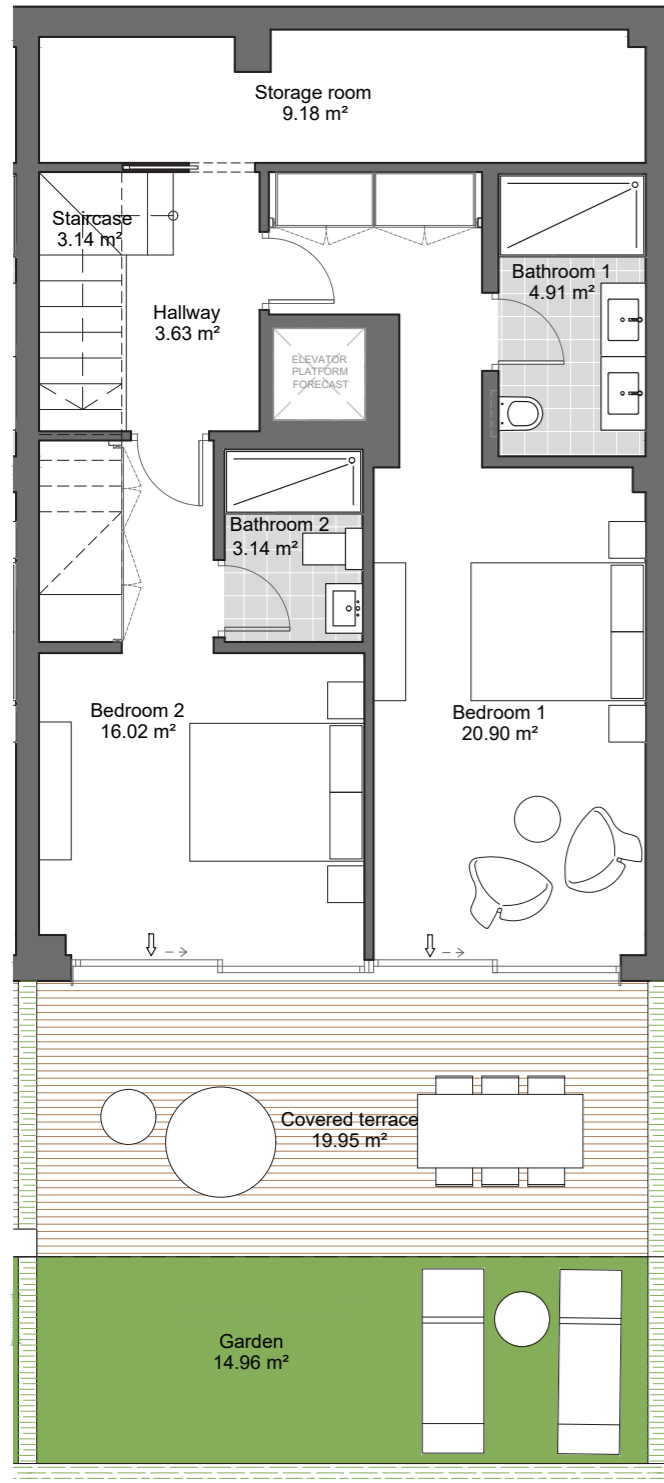 Storage room
9.18 m²
Staircase
3.14 m²
Hallway
3.63 m²
Bathroom 1
4.91 m²
ELEVATOR
PLATFORM
FORECAST
Bathroom 2
3.14 m²
Bedroom 2
16.02 m²
Bedroom 1
20.90 m²
Covered terrace
19.95 m²
Garden
14.96 m²